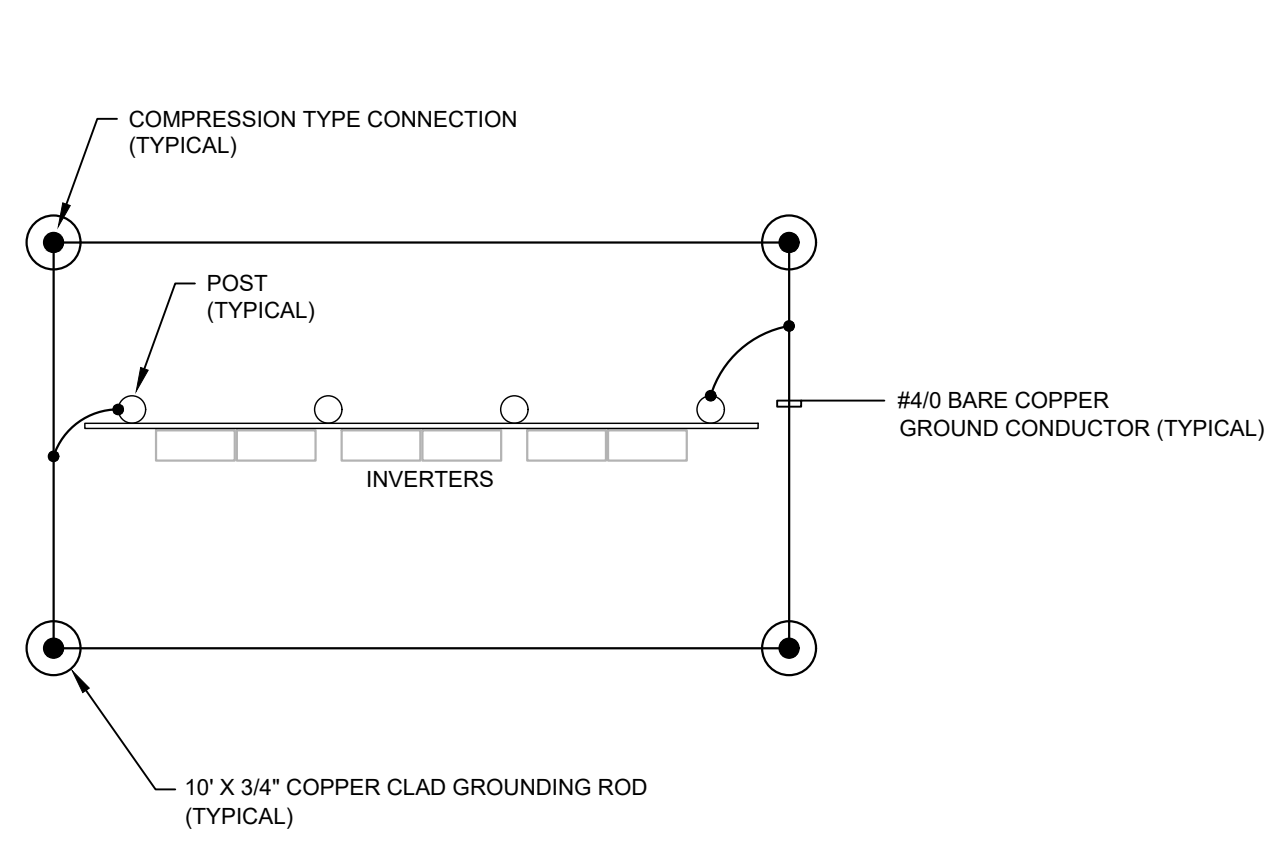 COMPRESSION TYPE CONNECTION
(TYPICAL)
POST
(TYPICAL)
#4/0 BARE COPPER
GROUND CONDUCTOR (TYPICAL)
INVERTERS
10' X 3/4" COPPER CLAD GROUNDING ROD
(TYPICAL)